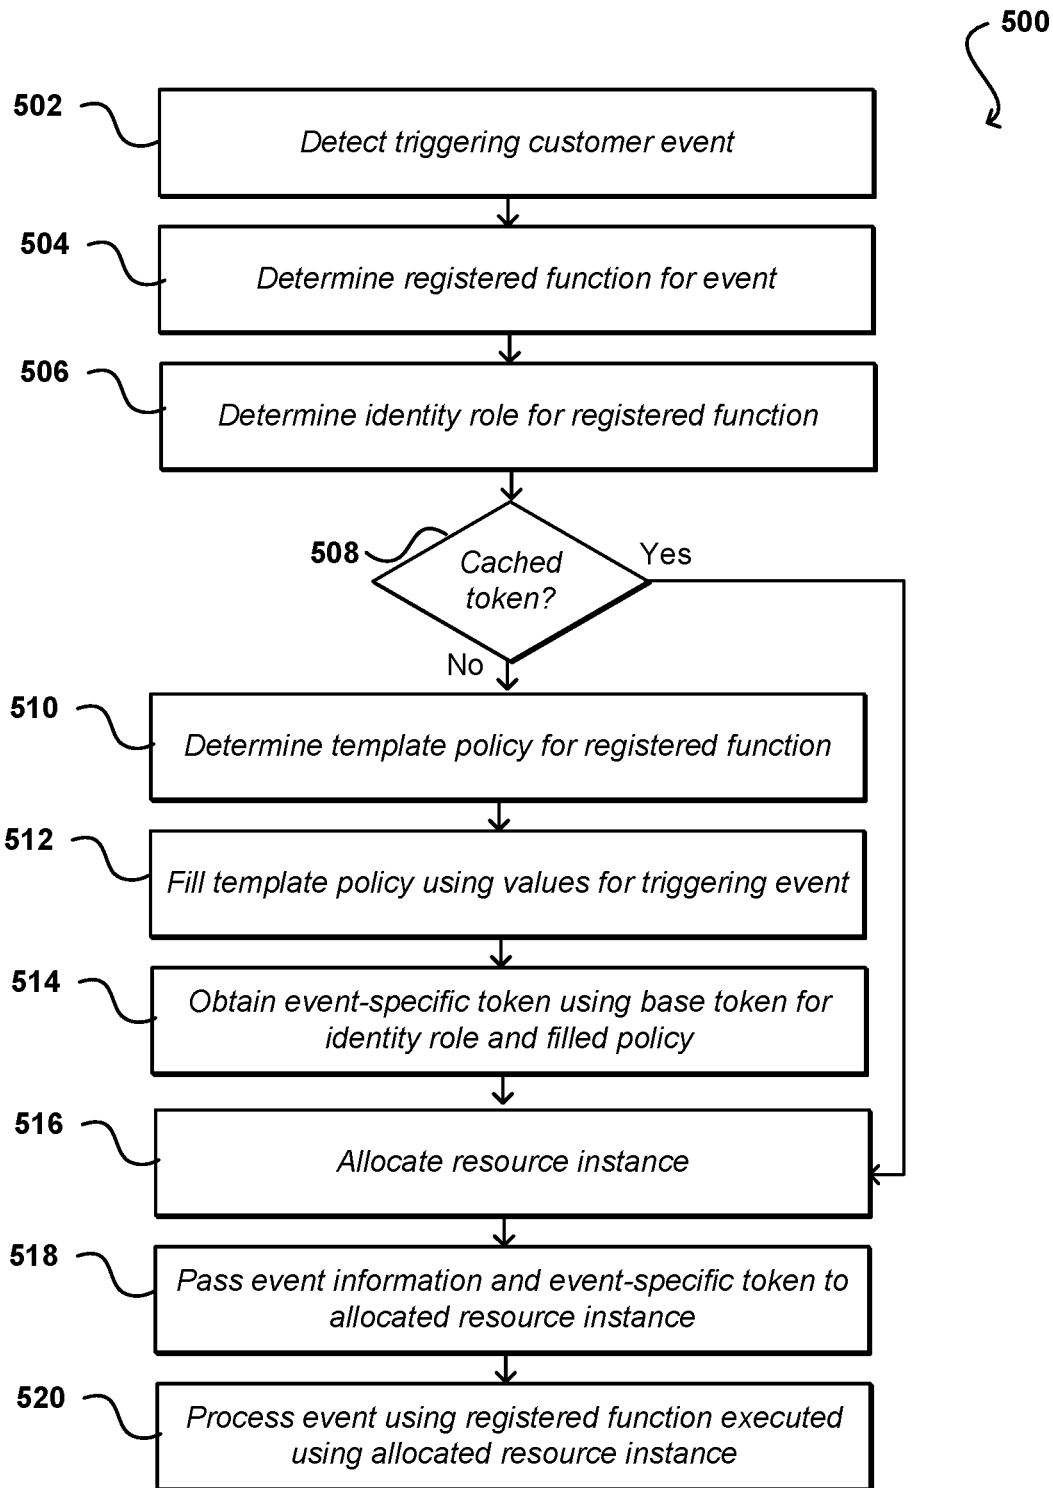 500
502
Detect triggering customer event
504
Determine registered function for event
506
Determine identity role for registered function
508
Cached
token?
Yes
No
510
Determine template policy for registered function
512
Fill template policy using values for triggering event
514
Obtain event-specific token using base token for
identity role and filled policy
516
Allocate resource instance
518
Pass event information and event-specific token to
allocated resource instance
520
Process event using registered function executed
using allocated resource instance